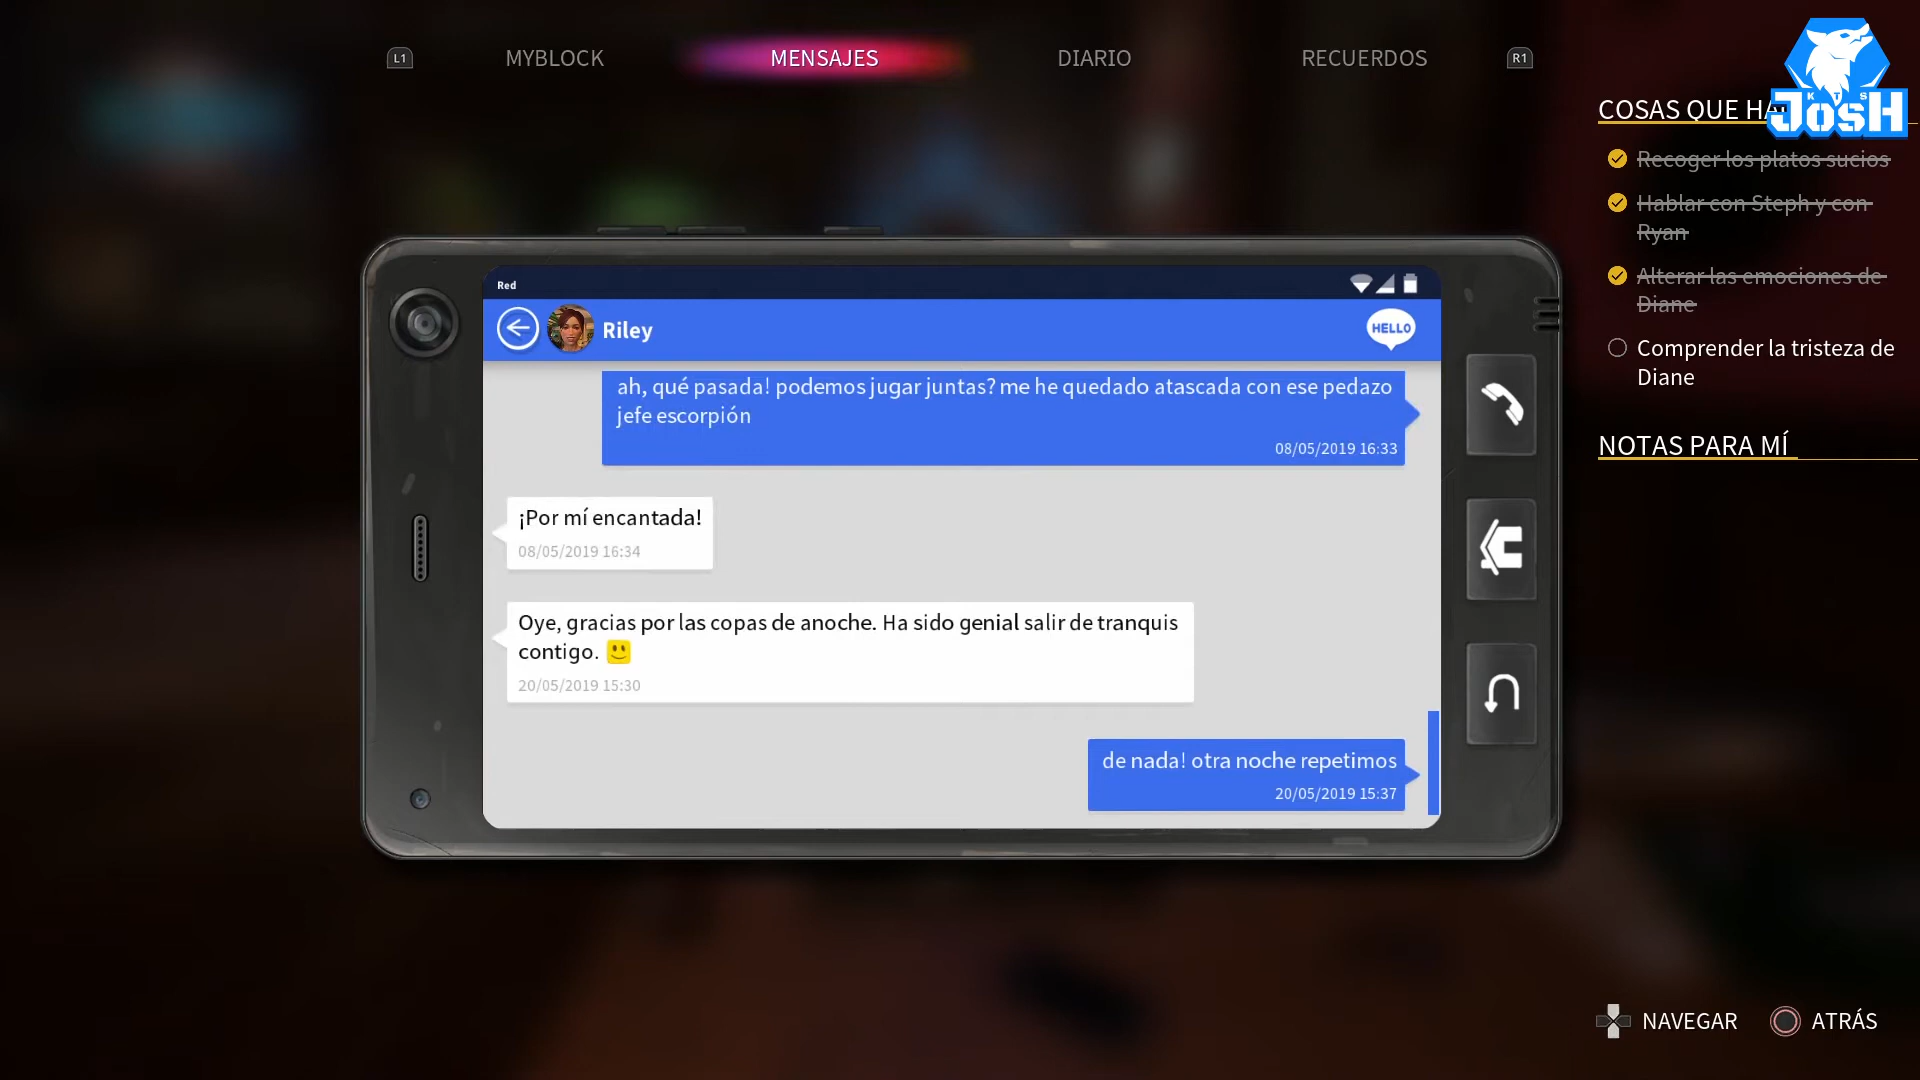 L1
MYBLOCK
MENSAJES
DIARIO
RECUERDOS
R1
KTS
JosH
COSAS QUE
Recoger los platos sucios
Hablar con Steph y con
Ryan
Alterar las emociones de
Diane
Comprender la tristeza de
Diane
NOTAS PARA MÍ
Red
Riley
HELLO
ah, qué pasada! podemos jugar juntas? me he quedado atascada con ese pedazo
jefe escorpión
08/05/2019 16:33
¡Por mí encantada!
08/05/2019 16:34
Oye, gracias por las copas de anoche. Ha sido genial salir de tranquis
contigo.
20/05/2019 15:30
de nada! otra noche repetimos
20/05/2019 15:37
NAVEGAR
ATRÁS